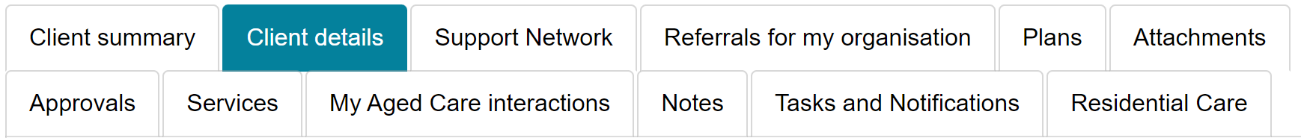 Client summary Client details Support Network Referrals for my organisation Plans Attachments
Approvals Services My Aged Care interactions Notes Tasks and Notifications Residential Care